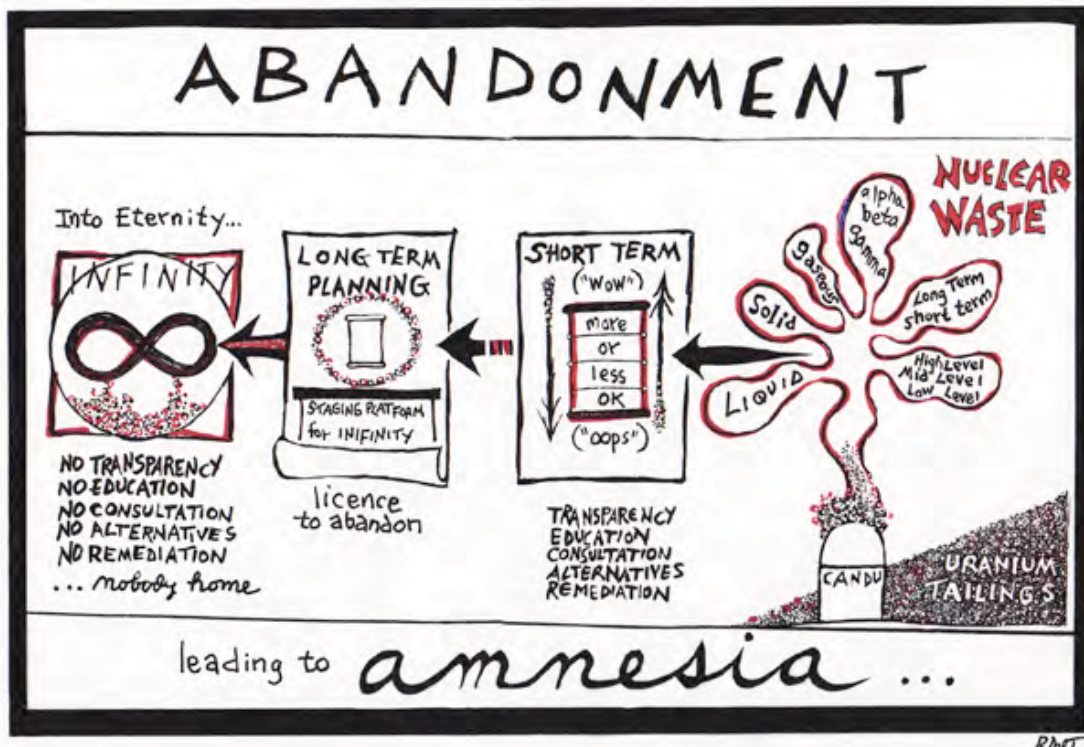 ABANDONMENT
NUCLEAR
WASTE
alpha
beta
gamma
gaseous
Solid
LIQUID
Long Term
short term
High Level
Mid Level
Low Level
CANDU
URANIUM
TAILINGS
SHORT TERM
("WOW")
more
or
less
OK
("OOPS")
TRANSPARENCY
EDUCATION
CONSULTATION
ALTERNATIVES
REMEDIATION
LONG TERM
PLANNING
STAGING PLATFORM
for INIFINITY
licence
to abandon
Into Eternity...
INFINITY
NO TRANSPARENCY
NO EDUCATION
NO CONSULTATION
NO ALTERNATIVES
NO REMEDIATION
... nobody home
leading to amnesia ...